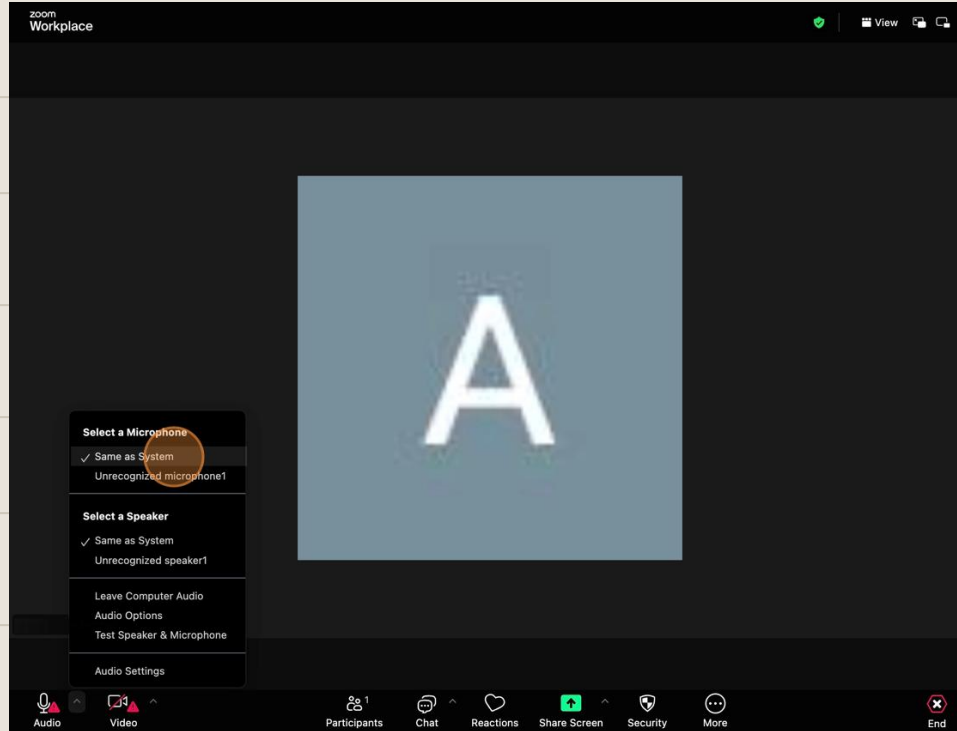 zoom
Workplace
View
A
Select a Microphone
✓ Same as System
Unrecognized microphone1
Select a Speaker
✓ Same as System
Unrecognized speaker1
Leave Computer Audio
Audio Options
Test Speaker & Microphone
Audio Settings
Audio
Video
Participants 1
Chat
Reactions
Share Screen
Security
More
End